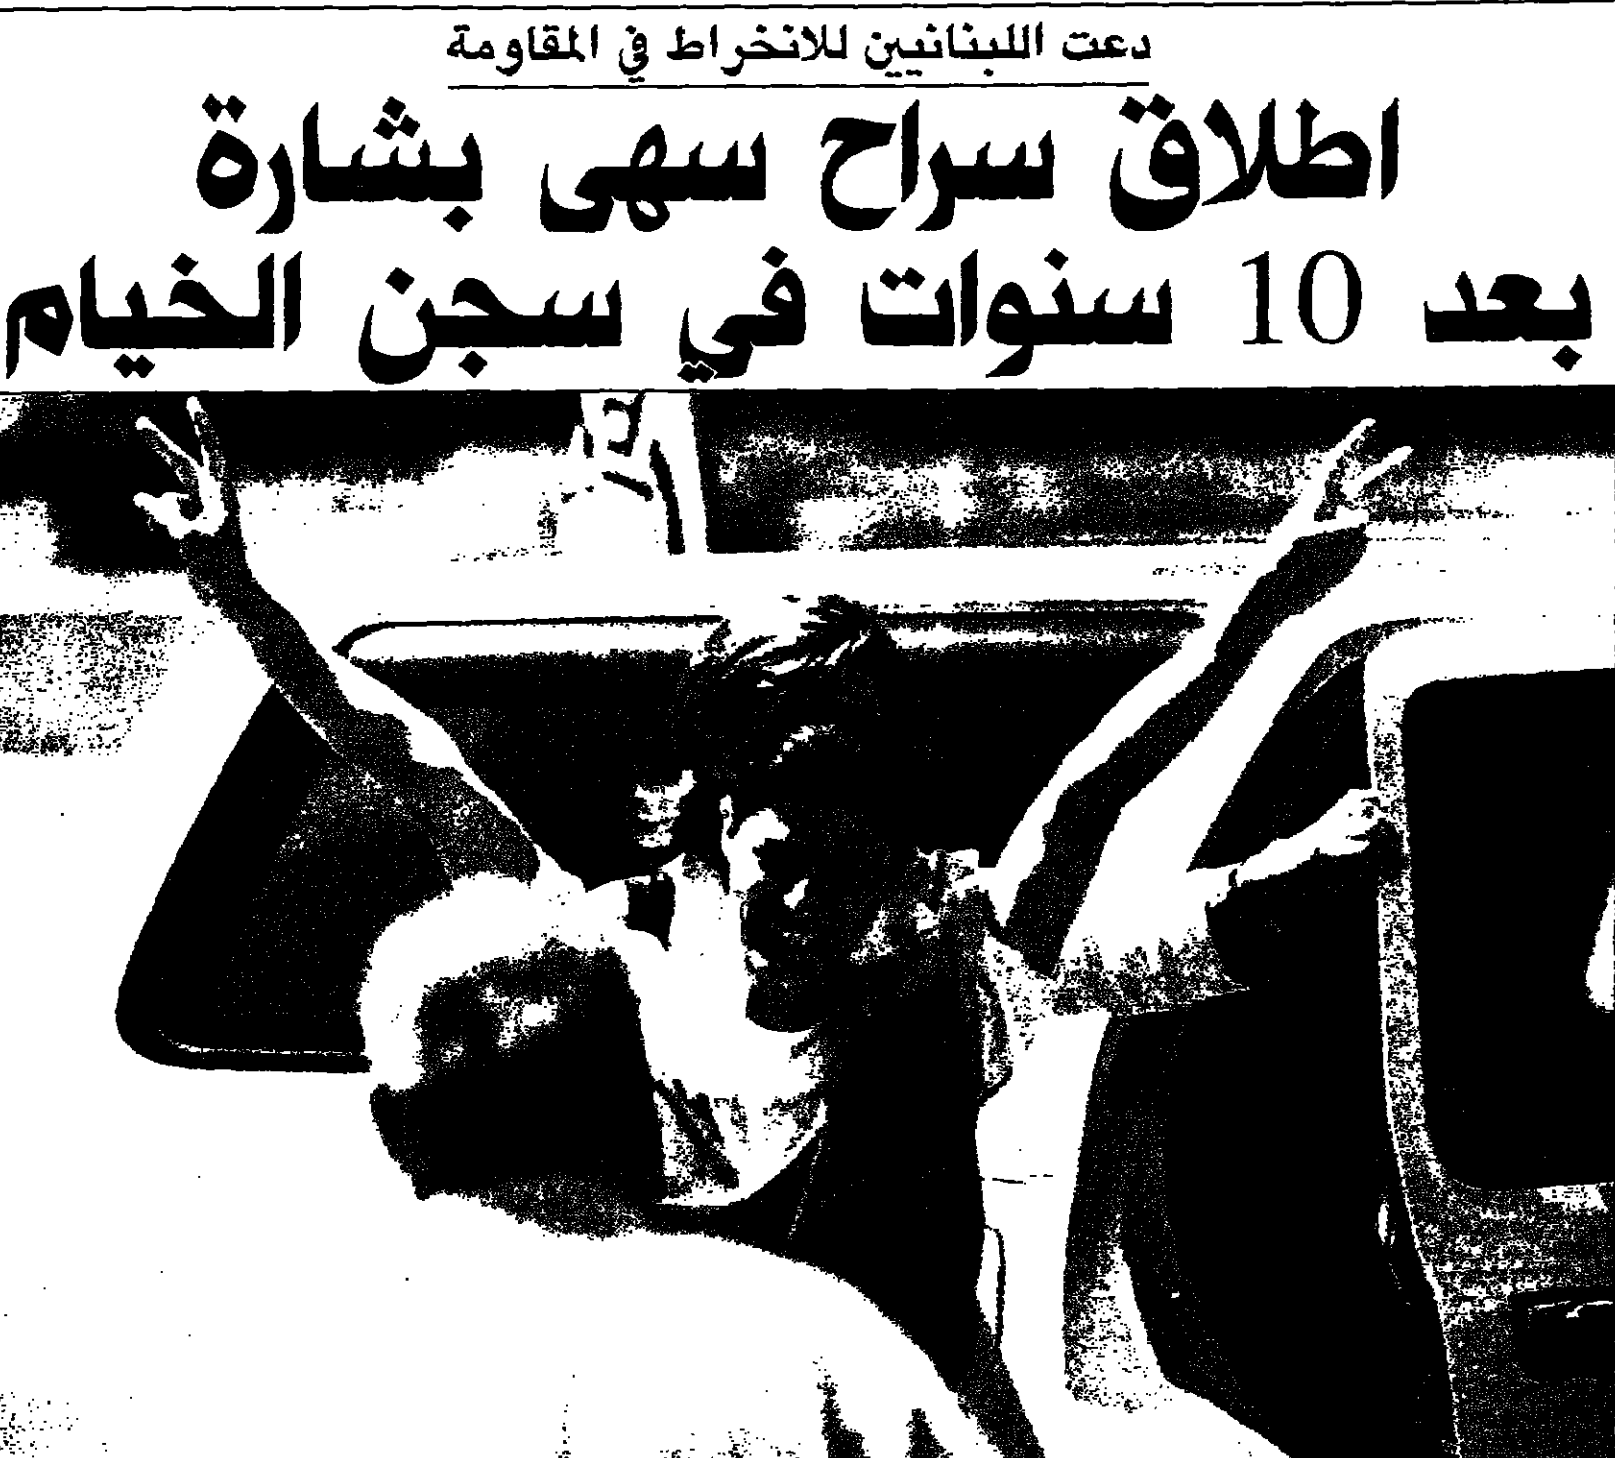 دعت اللبنانيين للانخراط في المقاومة
اطلاق سراح سهى بشارة
بعد 10 سنوات في سجن الخيام